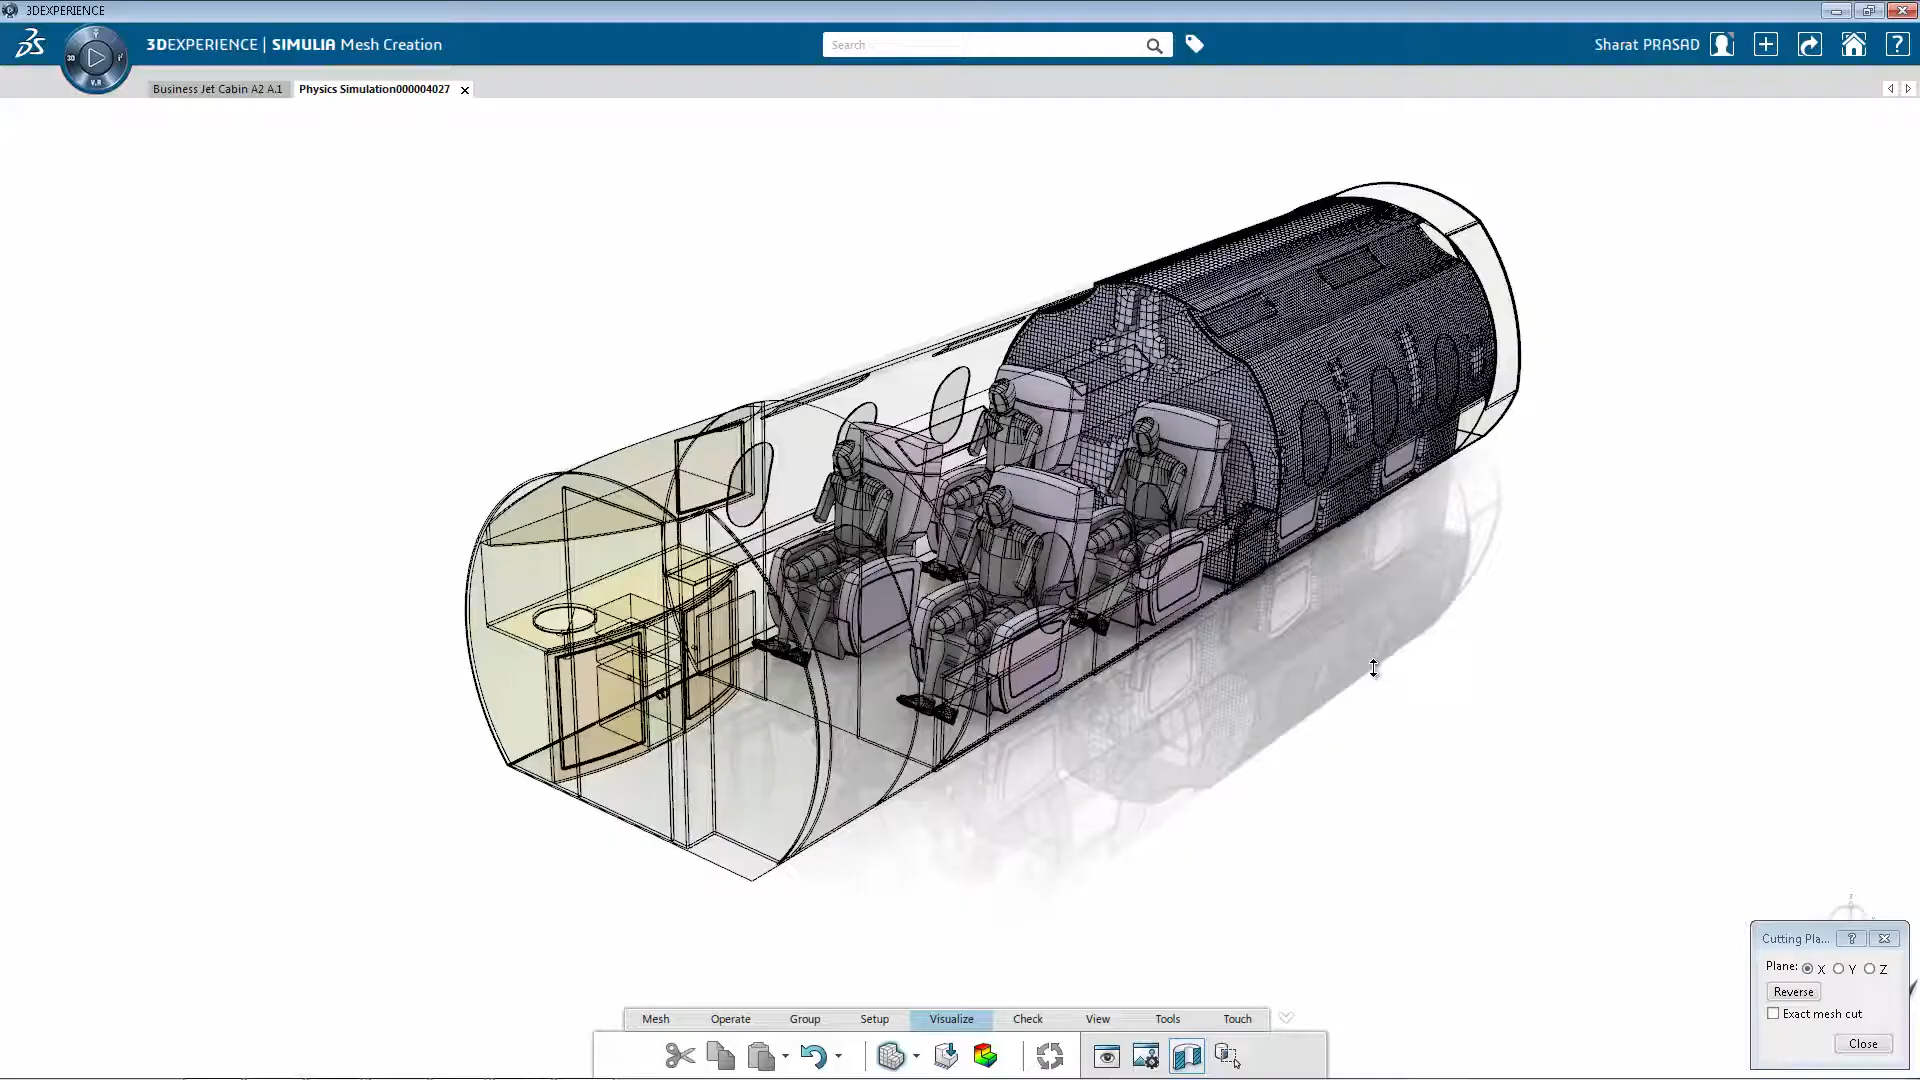 3DEXPERIENCE
3DEXPERIENCE | SIMULIA Mesh Creation
Search
Sharat PRASAD
3D
V.R
Business Jet Cabin A2 A.1
Physics Simulation000004027
Cutting Pla...
Plane: X Y Z
Reverse
Exact mesh cut
Close
Mesh Operate Group Setup Visualize Check View Tools Touch